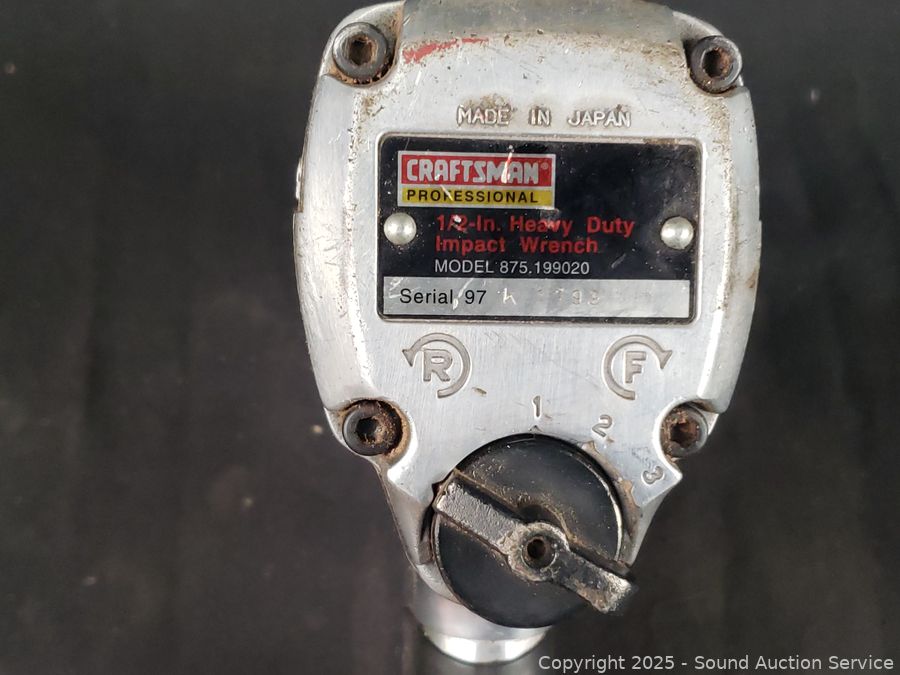 MADE IN JAPAN
CRAFTSMAN®
PROFESSIONAL
1/2-In. Heavy Duty
Impact Wrench
MODEL 875.199020
Serial 97
R F
1
2
3
Copyright © 2025 - Sound Auction Service